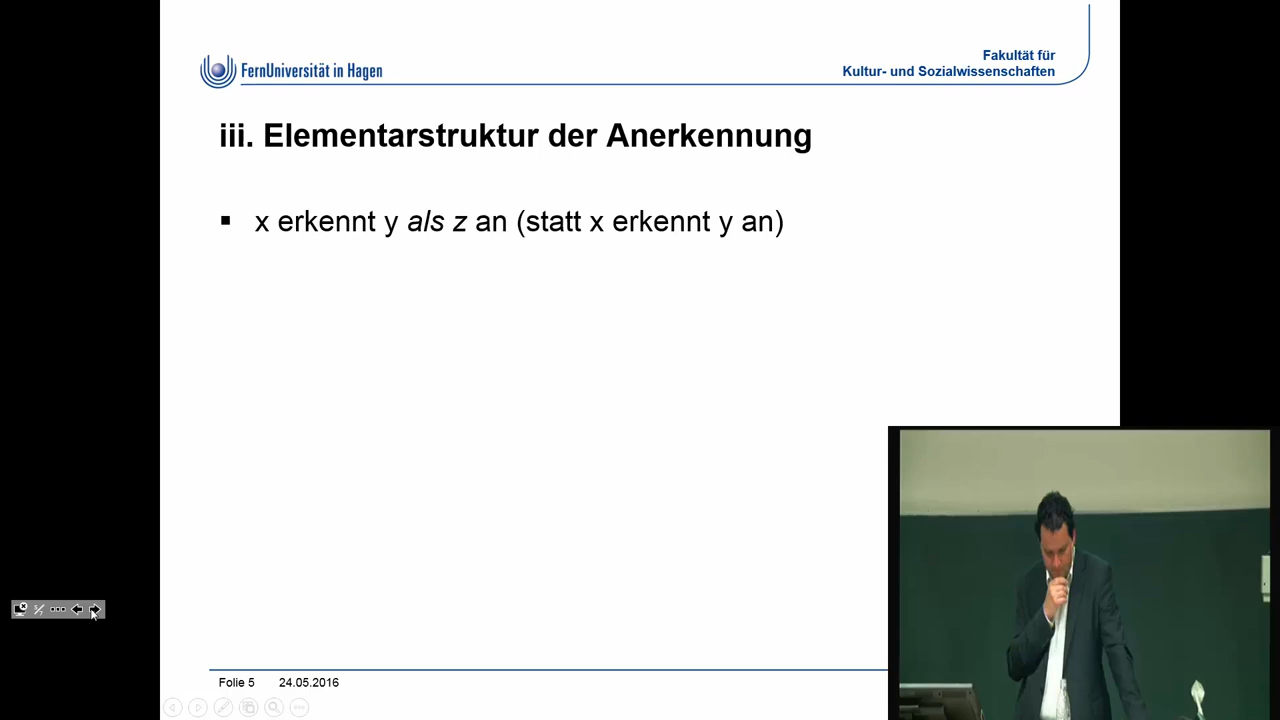 FernUniversität in Hagen
Fakultät für
Kultur- und Sozialwissenschaften
iii. Elementarstruktur der Anerkennung
▪ x erkennt y als z an (statt x erkennt y an)
Folie 5 24.05.2016